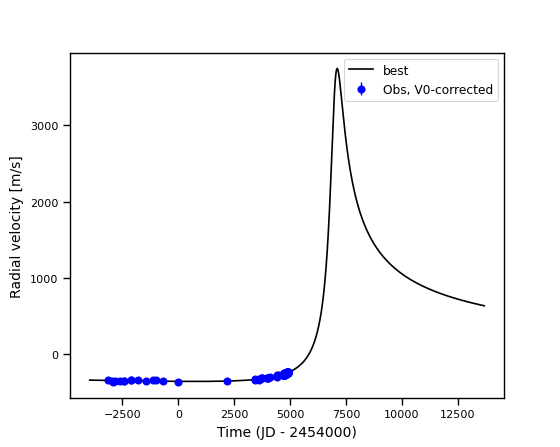 best
Obs, V0-corrected
3000
2000
1000
0
Radial velocity [m/s]
−2500 0 2500 5000 7500 10000 12500
Time (JD - 2454000)